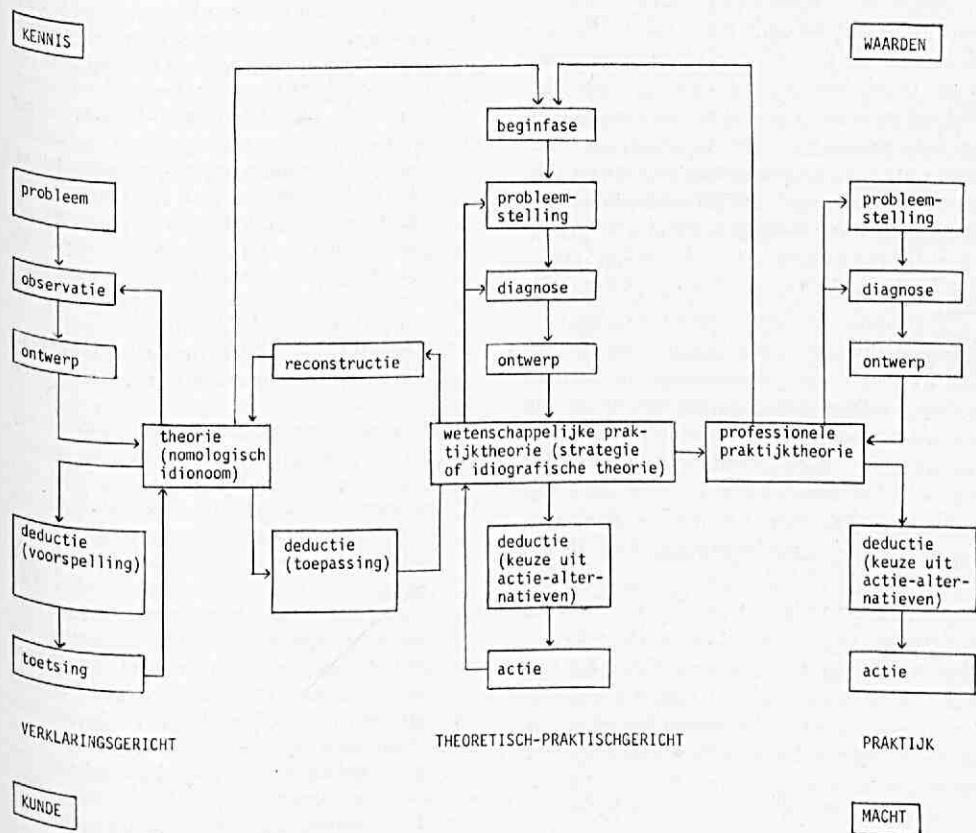 KENNIS
WAARDEN
beginfase
probleem
probleem-
stelling
probleem-
stelling
observatie
diagnose
diagnose
ontwerp
reconstructie
ontwerp
ontwerp
theorie
(nomologisch
idionoom)
wetenschappelijke prak-
tijktheorie (strategie
of idiografische theorie)
professionele
praktijktheorie
deductie
(voorspelling)
deductie
(toepassing)
deductie
(keuze uit
actie-alter-
natieven)
deductie
(keuze uit
actie-alter-
natieven)
toetsing
actie
actie
VERKLARINGSGERICHT
THEORETISCH-PRAKTISCHGERICHT
PRAKTIJK
KUNDE
MACHT